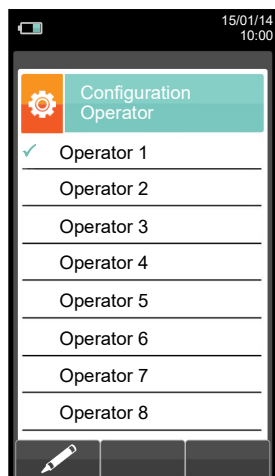 15/01/14
10:00
Configuration
Operator
Operator 1
Operator 2
Operator 3
Operator 4
Operator 5
Operator 6
Operator 7
Operator 8